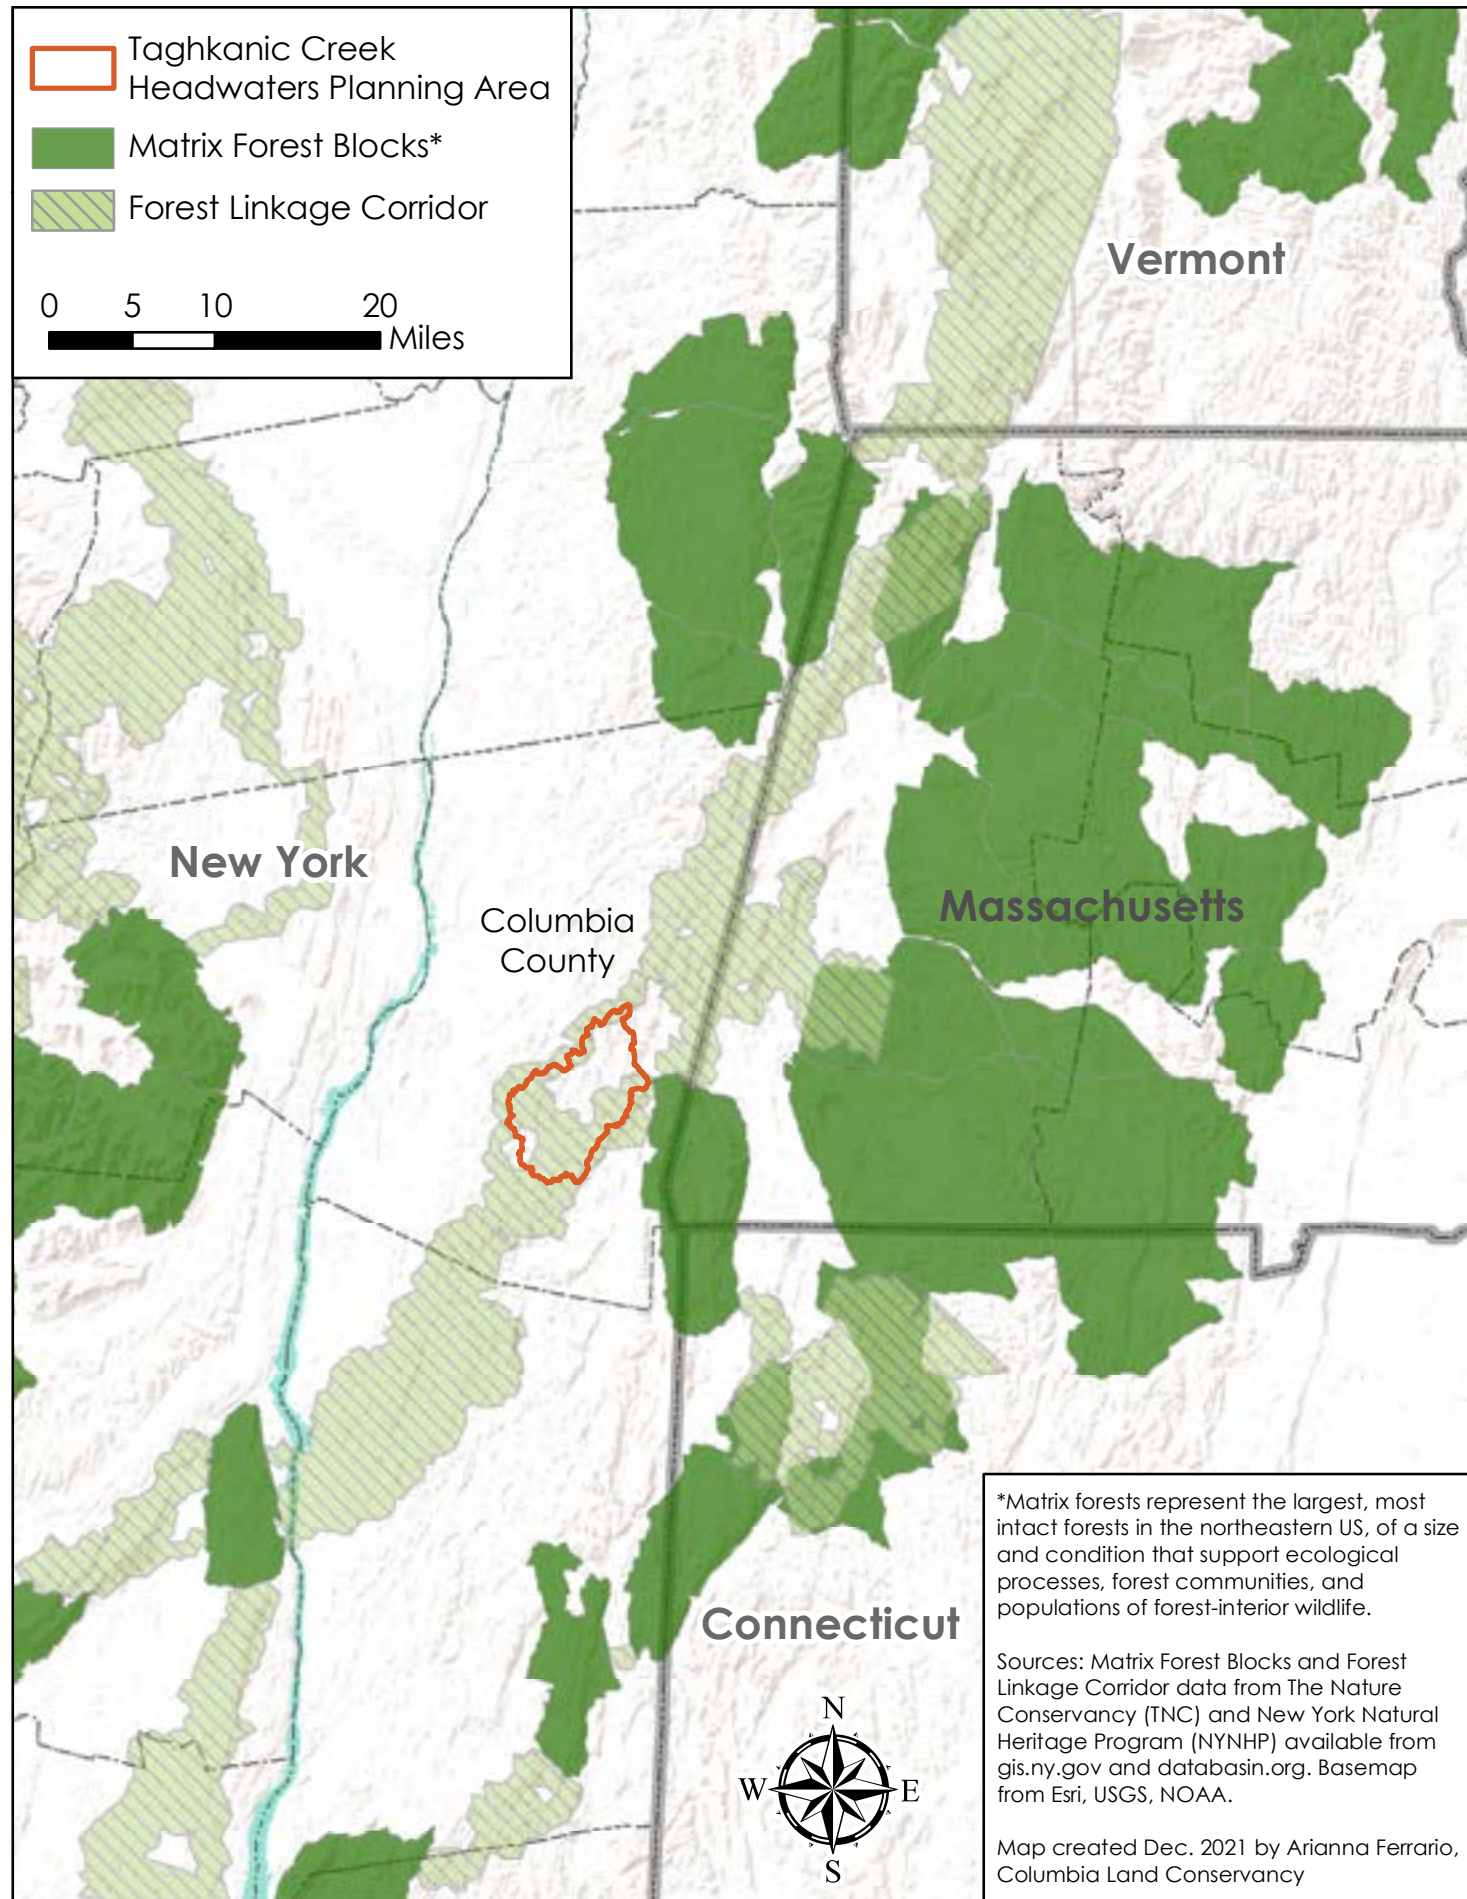 Taghkanic Creek
Headwaters Planning Area
Matrix Forest Blocks*
Forest Linkage Corridor
0 5 10 20
Miles
Vermont
New York
Massachusetts
Columbia
County
Connecticut
N
W E
S
*Matrix forests represent the largest, most
intact forests in the northeastern US, of a size
and condition that support ecological
processes, forest communities, and
populations of forest-interior wildlife.
Sources: Matrix Forest Blocks and Forest
Linkage Corridor data from The Nature
Conservancy (TNC) and New York Natural
Heritage Program (NYNHP) available from
gis.ny.gov and databasin.org. Basemap
from Esri, USGS, NOAA.
Map created Dec. 2021 by Arianna Ferrario,
Columbia Land Conservancy